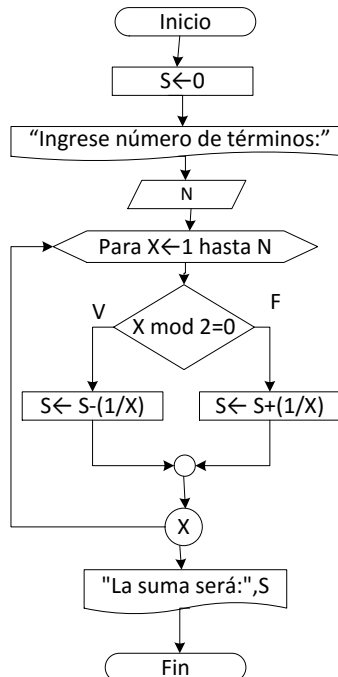 Inicio
S←0
“Ingrese número de términos:”
N
Para X←1 hasta N
X mod 2=0
V
F
S← S-(1/X)
S← S+(1/X)
X
"La suma será:",S
Fin